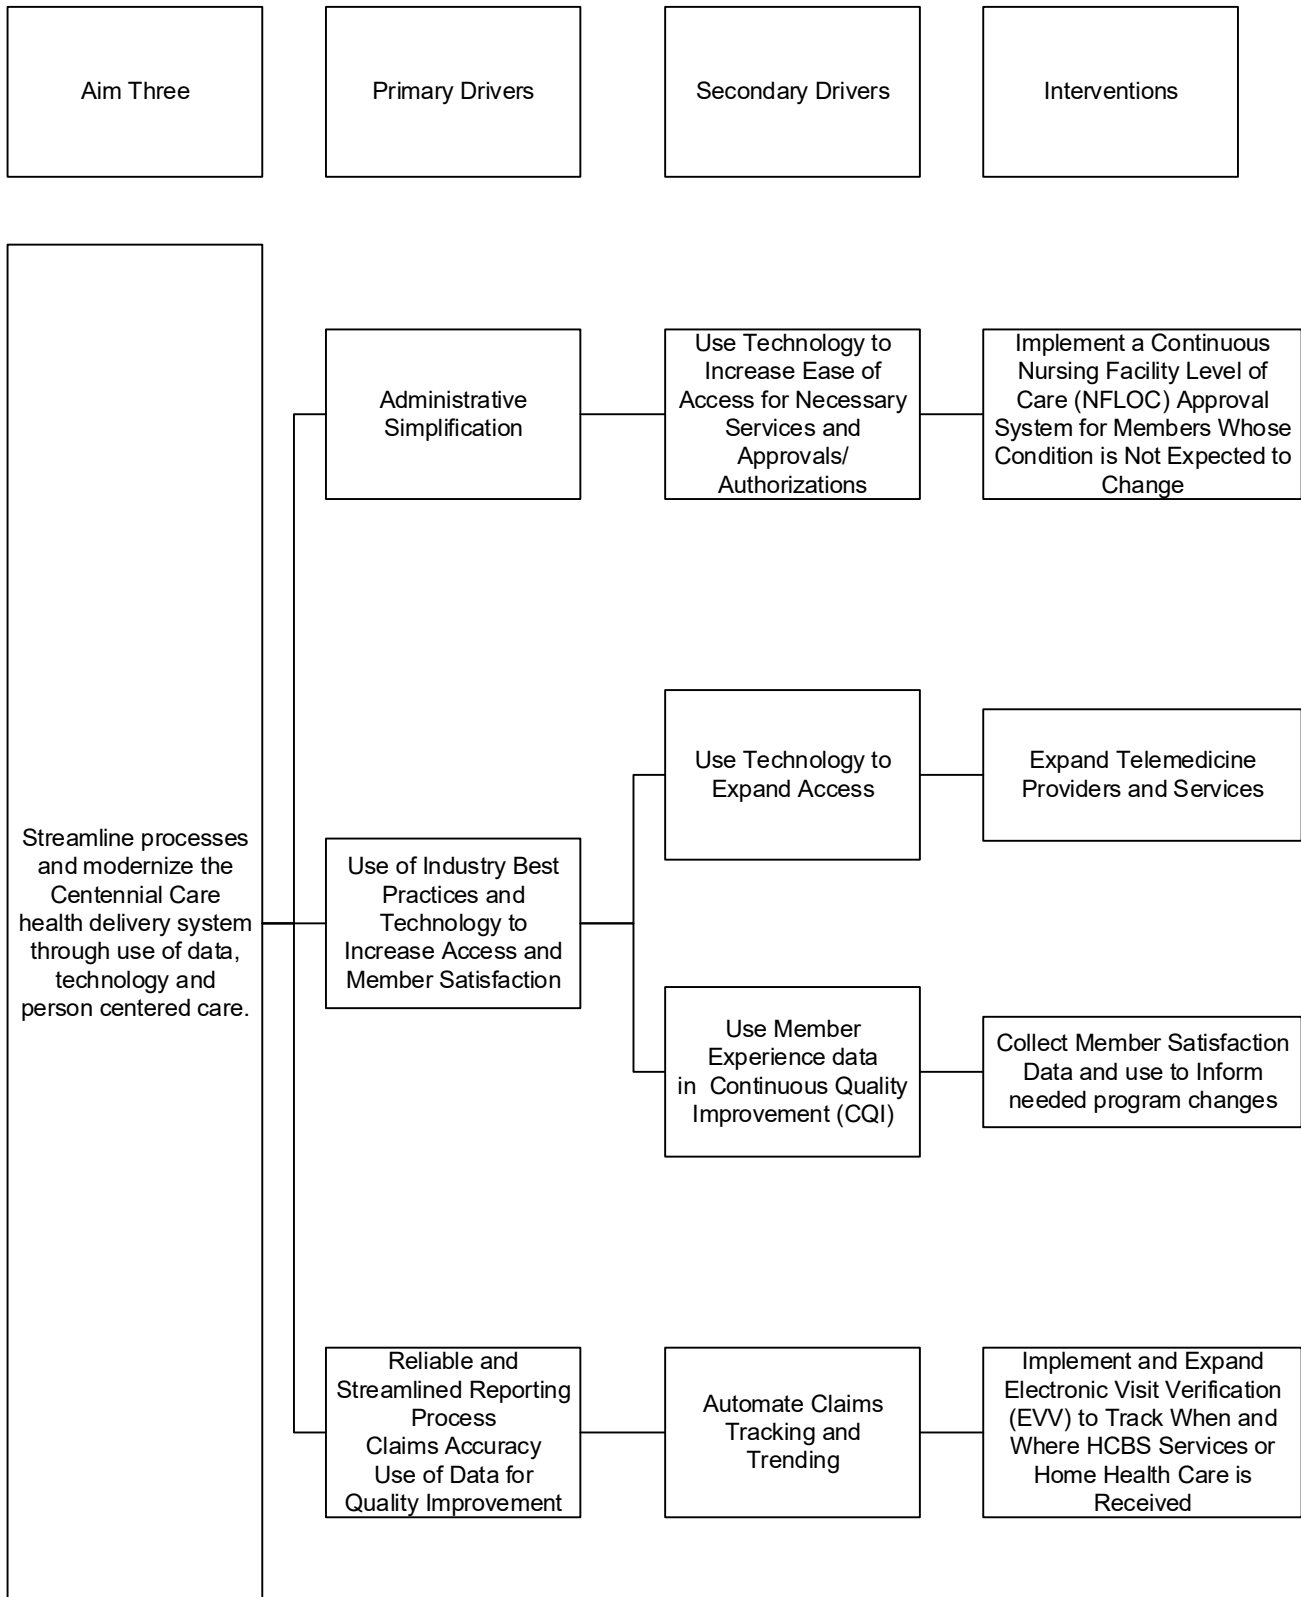 Aim Three
Primary Drivers
Secondary Drivers
Interventions
Streamline processes
and modernize the
Centennial Care
health delivery system
through use of data,
technology and
person centered care.
Administrative
Simplification
Use Technology to
Increase Ease of
Access for Necessary
Services and
Approvals/
Authorizations
Implement a Continuous
Nursing Facility Level of
Care (NFLOC) Approval
System for Members Whose
Condition is Not Expected to
Change
Use of Industry Best
Practices and
Technology to
Increase Access and
Member Satisfaction
Use Technology to
Expand Access
Expand Telemedicine
Providers and Services
Use Member
Experience data
in  Continuous Quality
Improvement (CQI)
Collect Member Satisfaction
Data and use to Inform
needed program changes
Reliable and
Streamlined Reporting
Process
Claims Accuracy
Use of Data for
Quality Improvement
Automate Claims
Tracking and
Trending
Implement and Expand
Electronic Visit Verification
(EVV) to Track When and
Where HCBS Services or
Home Health Care is
Received